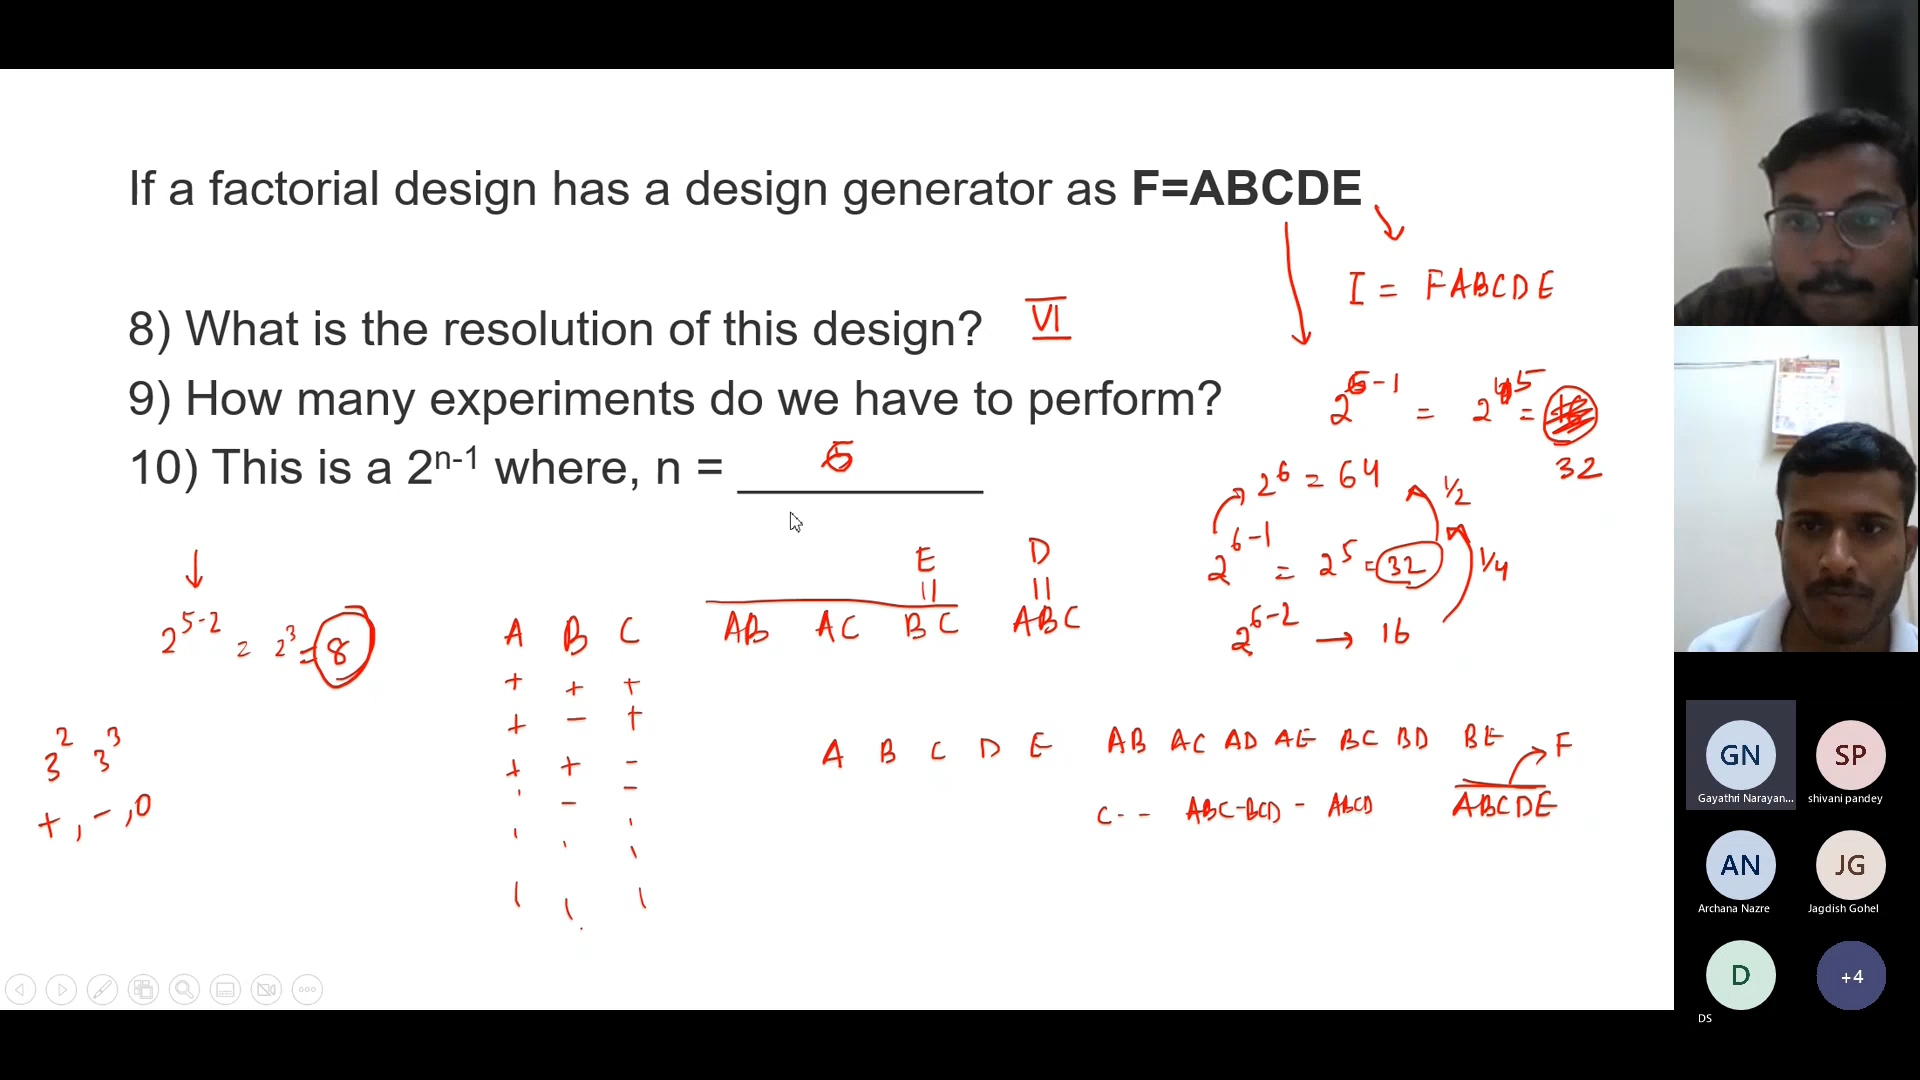 If a factorial design has a design generator as F=ABCDE
I = FABCDE
8) What is the resolution of this design? VI
9) How many experiments do we have to perform?
2^6-1 = 2^5 =
32
10) This is a 2^n-1 where, n = 6
2^6 = 64 1/2
2^6-1 = 2^5 = 32 1/4
2^6-2 → 16
2^5-2 = 2^3 = 8
E D
|| ||
A B C AB AC BC ABC
+ + +
+ - +
+ + -
- -
3^2 3^3
+, -, 0
A B C D E AB AC AD AE BC BD BE F
C-- ABC-BCD - ABCD ABCDE
GN
Gayathri Narayan...
SP
shivani pandey
AN
Archana Nazre
JG
Jagdish Gohel
D
DS
+4